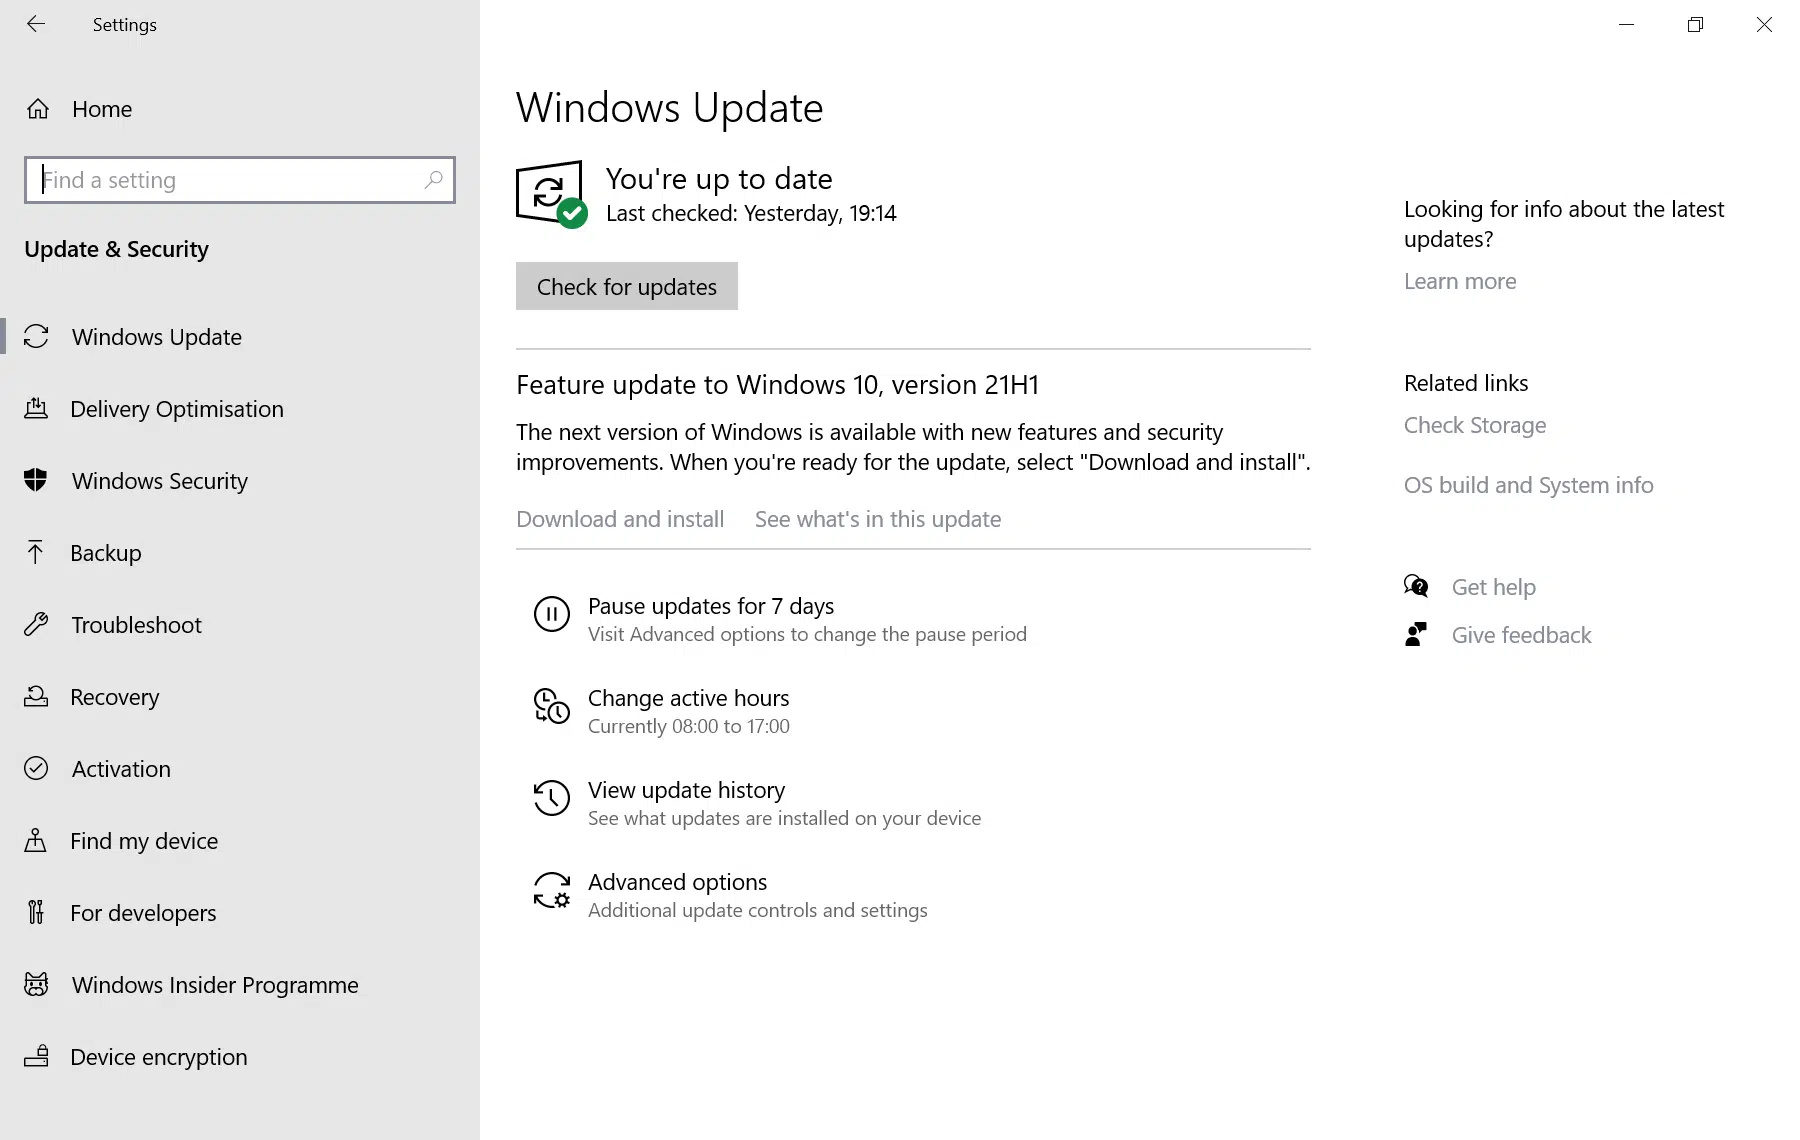 Settings
Home
Find a setting
Update & Security
Windows Update
Delivery Optimisation
Windows Security
Backup
Troubleshoot
Recovery
Activation
Find my device
For developers
Windows Insider Programme
Device encryption
Windows Update
You're up to date
Last checked: Yesterday, 19:14
Check for updates
Feature update to Windows 10, version 21H1
The next version of Windows is available with new features and security
improvements. When you're ready for the update, select "Download and install".
Download and install See what's in this update
Pause updates for 7 days
Visit Advanced options to change the pause period
Change active hours
Currently 08:00 to 17:00
View update history
See what updates are installed on your device
Advanced options
Additional update controls and settings
Looking for info about the latest
updates?
Learn more
Related links
Check Storage
OS build and System info
Get help
Give feedback